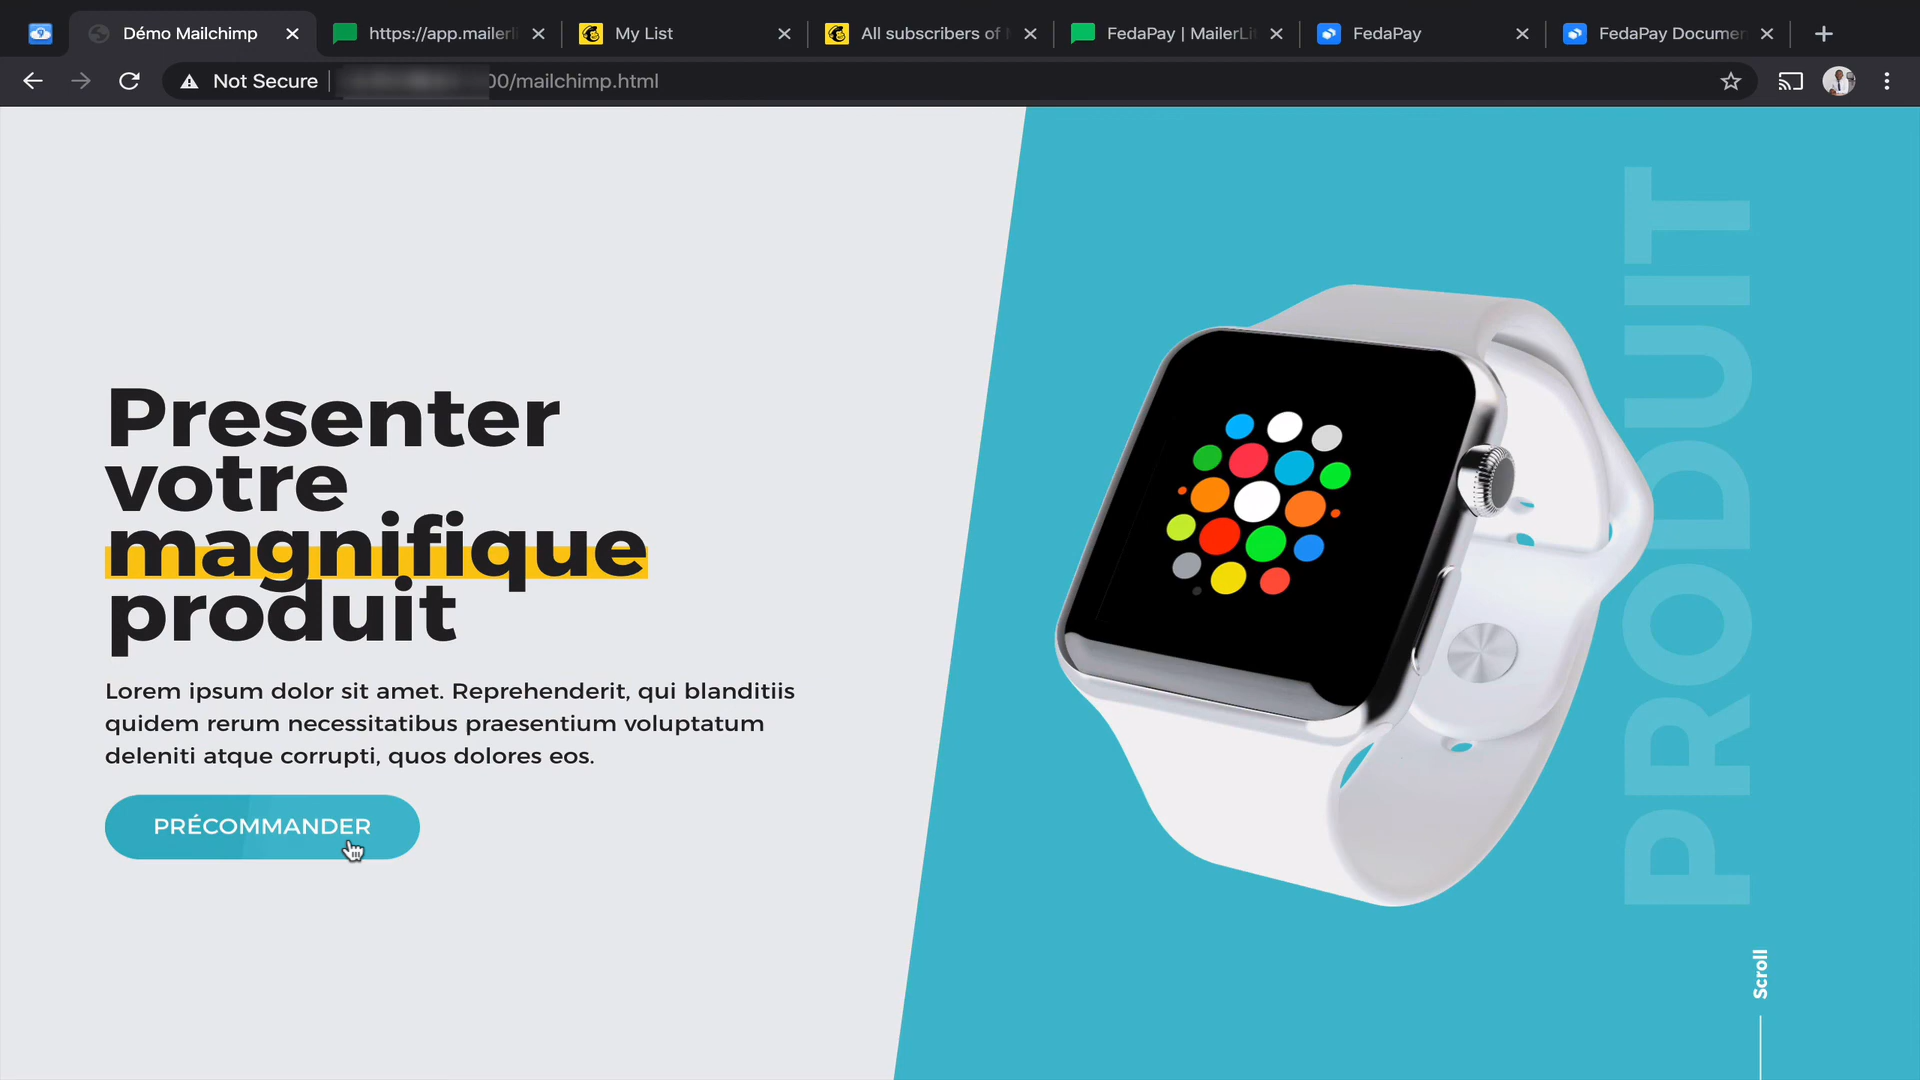 Démo Mailchimp
https://app.mailerl
My List
All subscribers of
FedaPay | MailerLi
FedaPay
FedaPay Documen
Not Secure
00/mailchimp.html
Presenter
votre
magnifique
produit
Lorem ipsum dolor sit amet. Reprehenderit, qui blanditiis
quidem rerum necessitatibus praesentium voluptatum
deleniti atque corrupti, quos dolores eos.
PRÉCOMMANDER
PRODUIT
Scroll